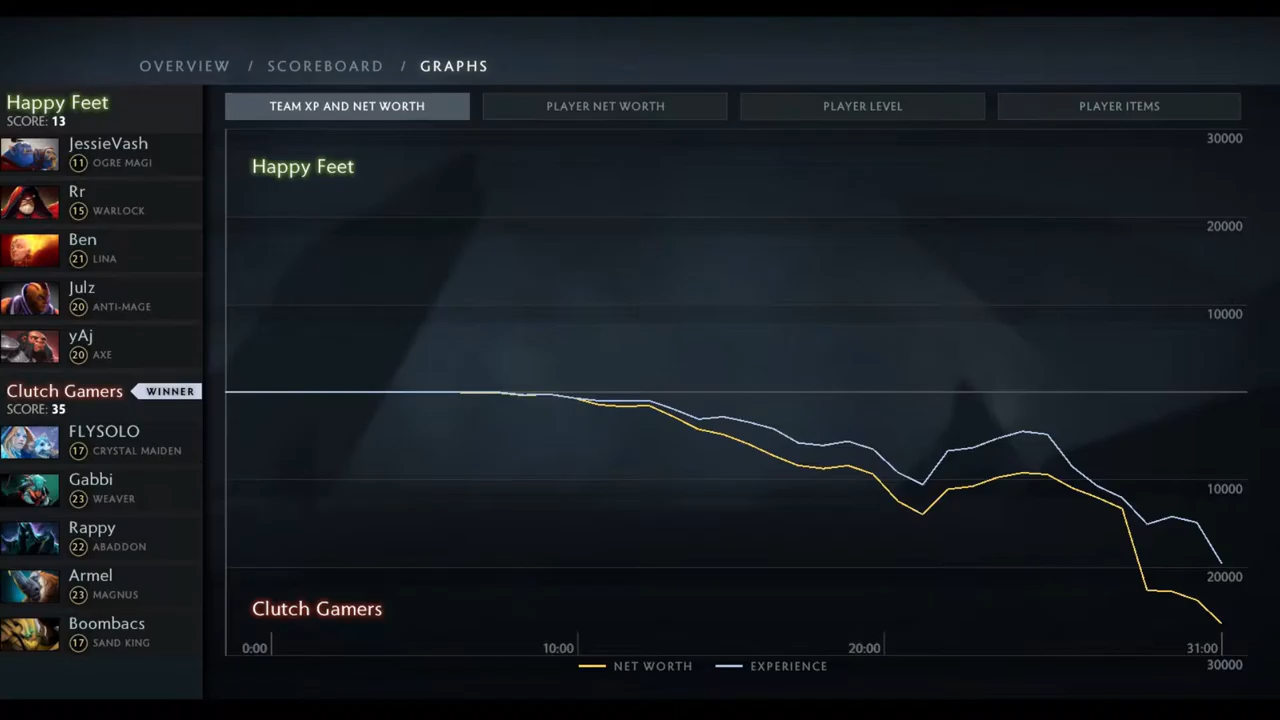 OVERVIEW / SCOREBOARD / GRAPHS
Happy Feet
SCORE: 13
JessieVash
11 OGRE MAGI
Rr
15 WARLOCK
Ben
21 LINA
Julz
20 ANTI-MAGE
yAj
20 AXE
Clutch Gamers WINNER
SCORE: 35
FLYSOLO
17 CRYSTAL MAIDEN
Gabbi
23 WEAVER
Rappy
22 ABADDON
Armel
23 MAGNUS
Boombacs
17 SAND KING
TEAM XP AND NET WORTH PLAYER NET WORTH PLAYER LEVEL PLAYER ITEMS
30000
Happy Feet
20000
10000
10000
20000
Clutch Gamers
0:00 10:00 20:00 31:00
30000
NET WORTH EXPERIENCE